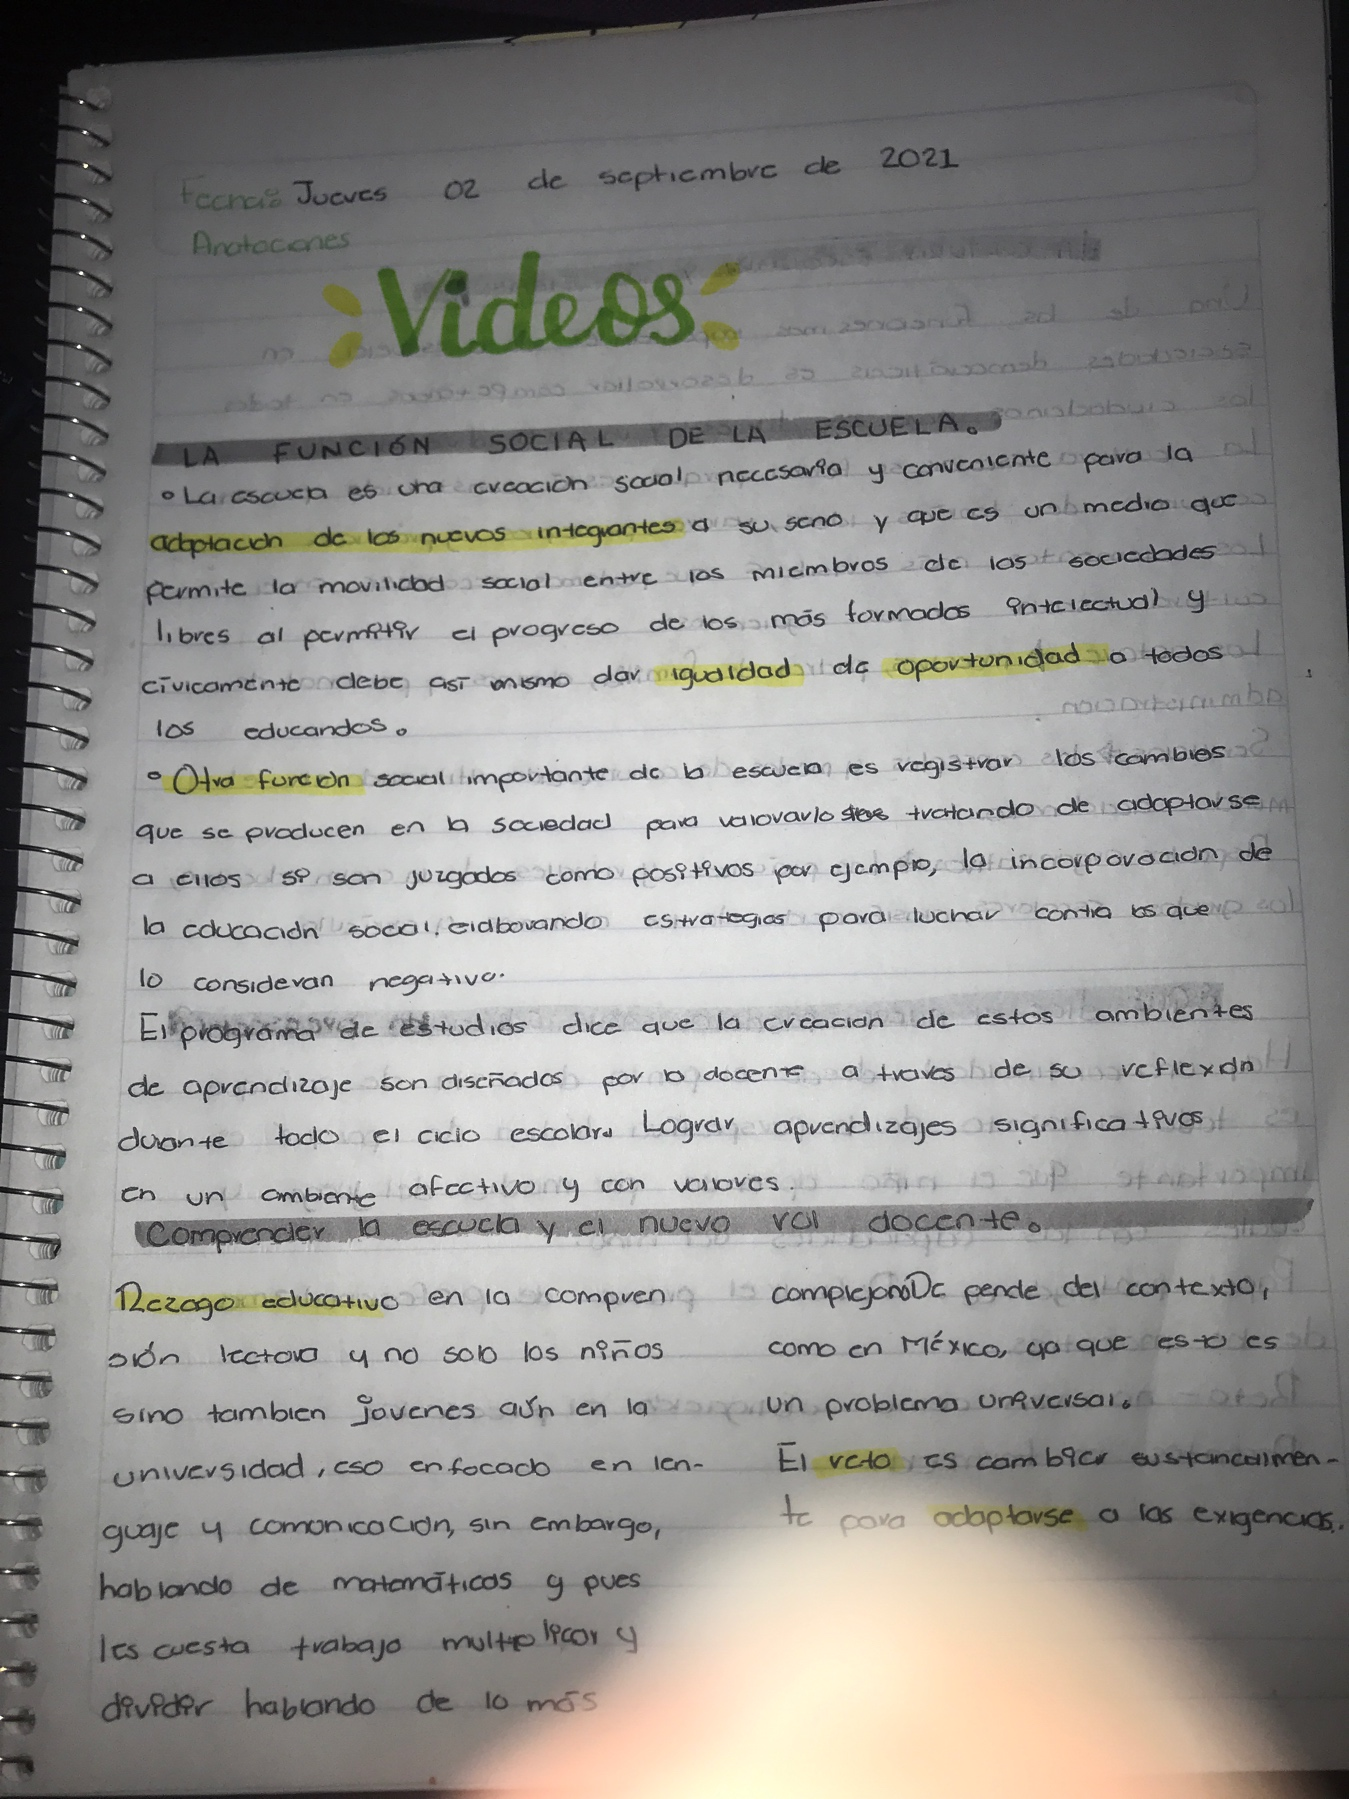 Fecha: Jueves 02 de septiembre de 2021
Anotaciones
Videos
LA FUNCIÓN SOCIAL DE LA ESCUELA.
• La escuela es una creación social necesaria y conveniente para la
adaptación de los nuevos integrantes a su seno y que es un medio que
permite la movilidad social entre los miembros de las sociedades
libres al permitir el progreso de los más formados intelectual y
cívicamente debe así mismo dar igualdad de oportunidad a todos
los educandos.
• Otra función social importante de la escuela es registrar los cambios
que se producen en la sociedad para valorarlo tratando de adaptarse
a ellos si son juzgados como positivos por ejemplo, la incorporación de
la educación social, elaborando estrategias para luchar contra los que
lo consideran negativo.
El programa de estudios dice que la creación de estos ambientes
de aprendizaje son diseñados por la docente a traves de su reflexión
durante todo el ciclo escolar. Lograr aprendizajes significativos
en un ambiente afectivo y con valores.
Comprender la escuela y el nuevo rol docente.
Rezago educativo en la compren
sión lectora y no solo los niños
sino tambien jovenes aún en la
universidad, eso enfocado en len-
guaje y comunicación, sin embargo,
hablando de matemáticas y pues
les cuesta trabajo multiplicar y
dividir hablando de lo más
complejono De pende del contexto,
como en México, ya que esto es
un problema universal.
El reto es cambiar sustancialmen-
te para adaptarse a las exigencias.